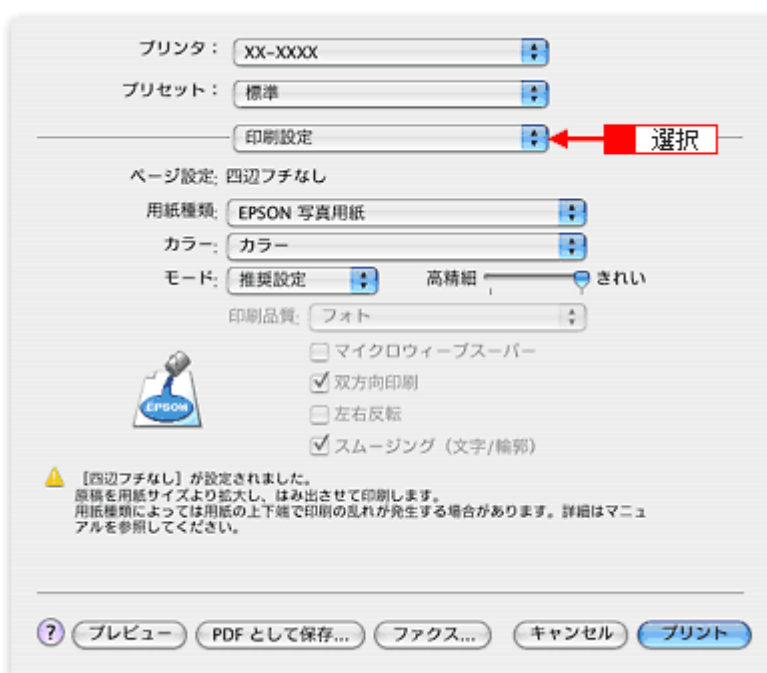 プリンタ： XX-XXXX
プリセット： 標準
印刷設定 選択
ページ設定: 四辺フチなし
用紙種類: EPSON 写真用紙
カラー: カラー
モード: 推奨設定 高精細 きれい
印刷品質: フォト
マイクロウィーブスーパー
双方向印刷
EPSON
左右反転
スムージング（文字/輪郭）
［四辺フチなし］が設定されました。
原稿を用紙サイズより拡大し、はみ出させて印刷します。
用紙種類によっては用紙の上下端で印刷の乱れが発生する場合があります。詳細はマニュ
アルを参照してください。
? プレビュー PDF として保存... ファクス... キャンセル プリント